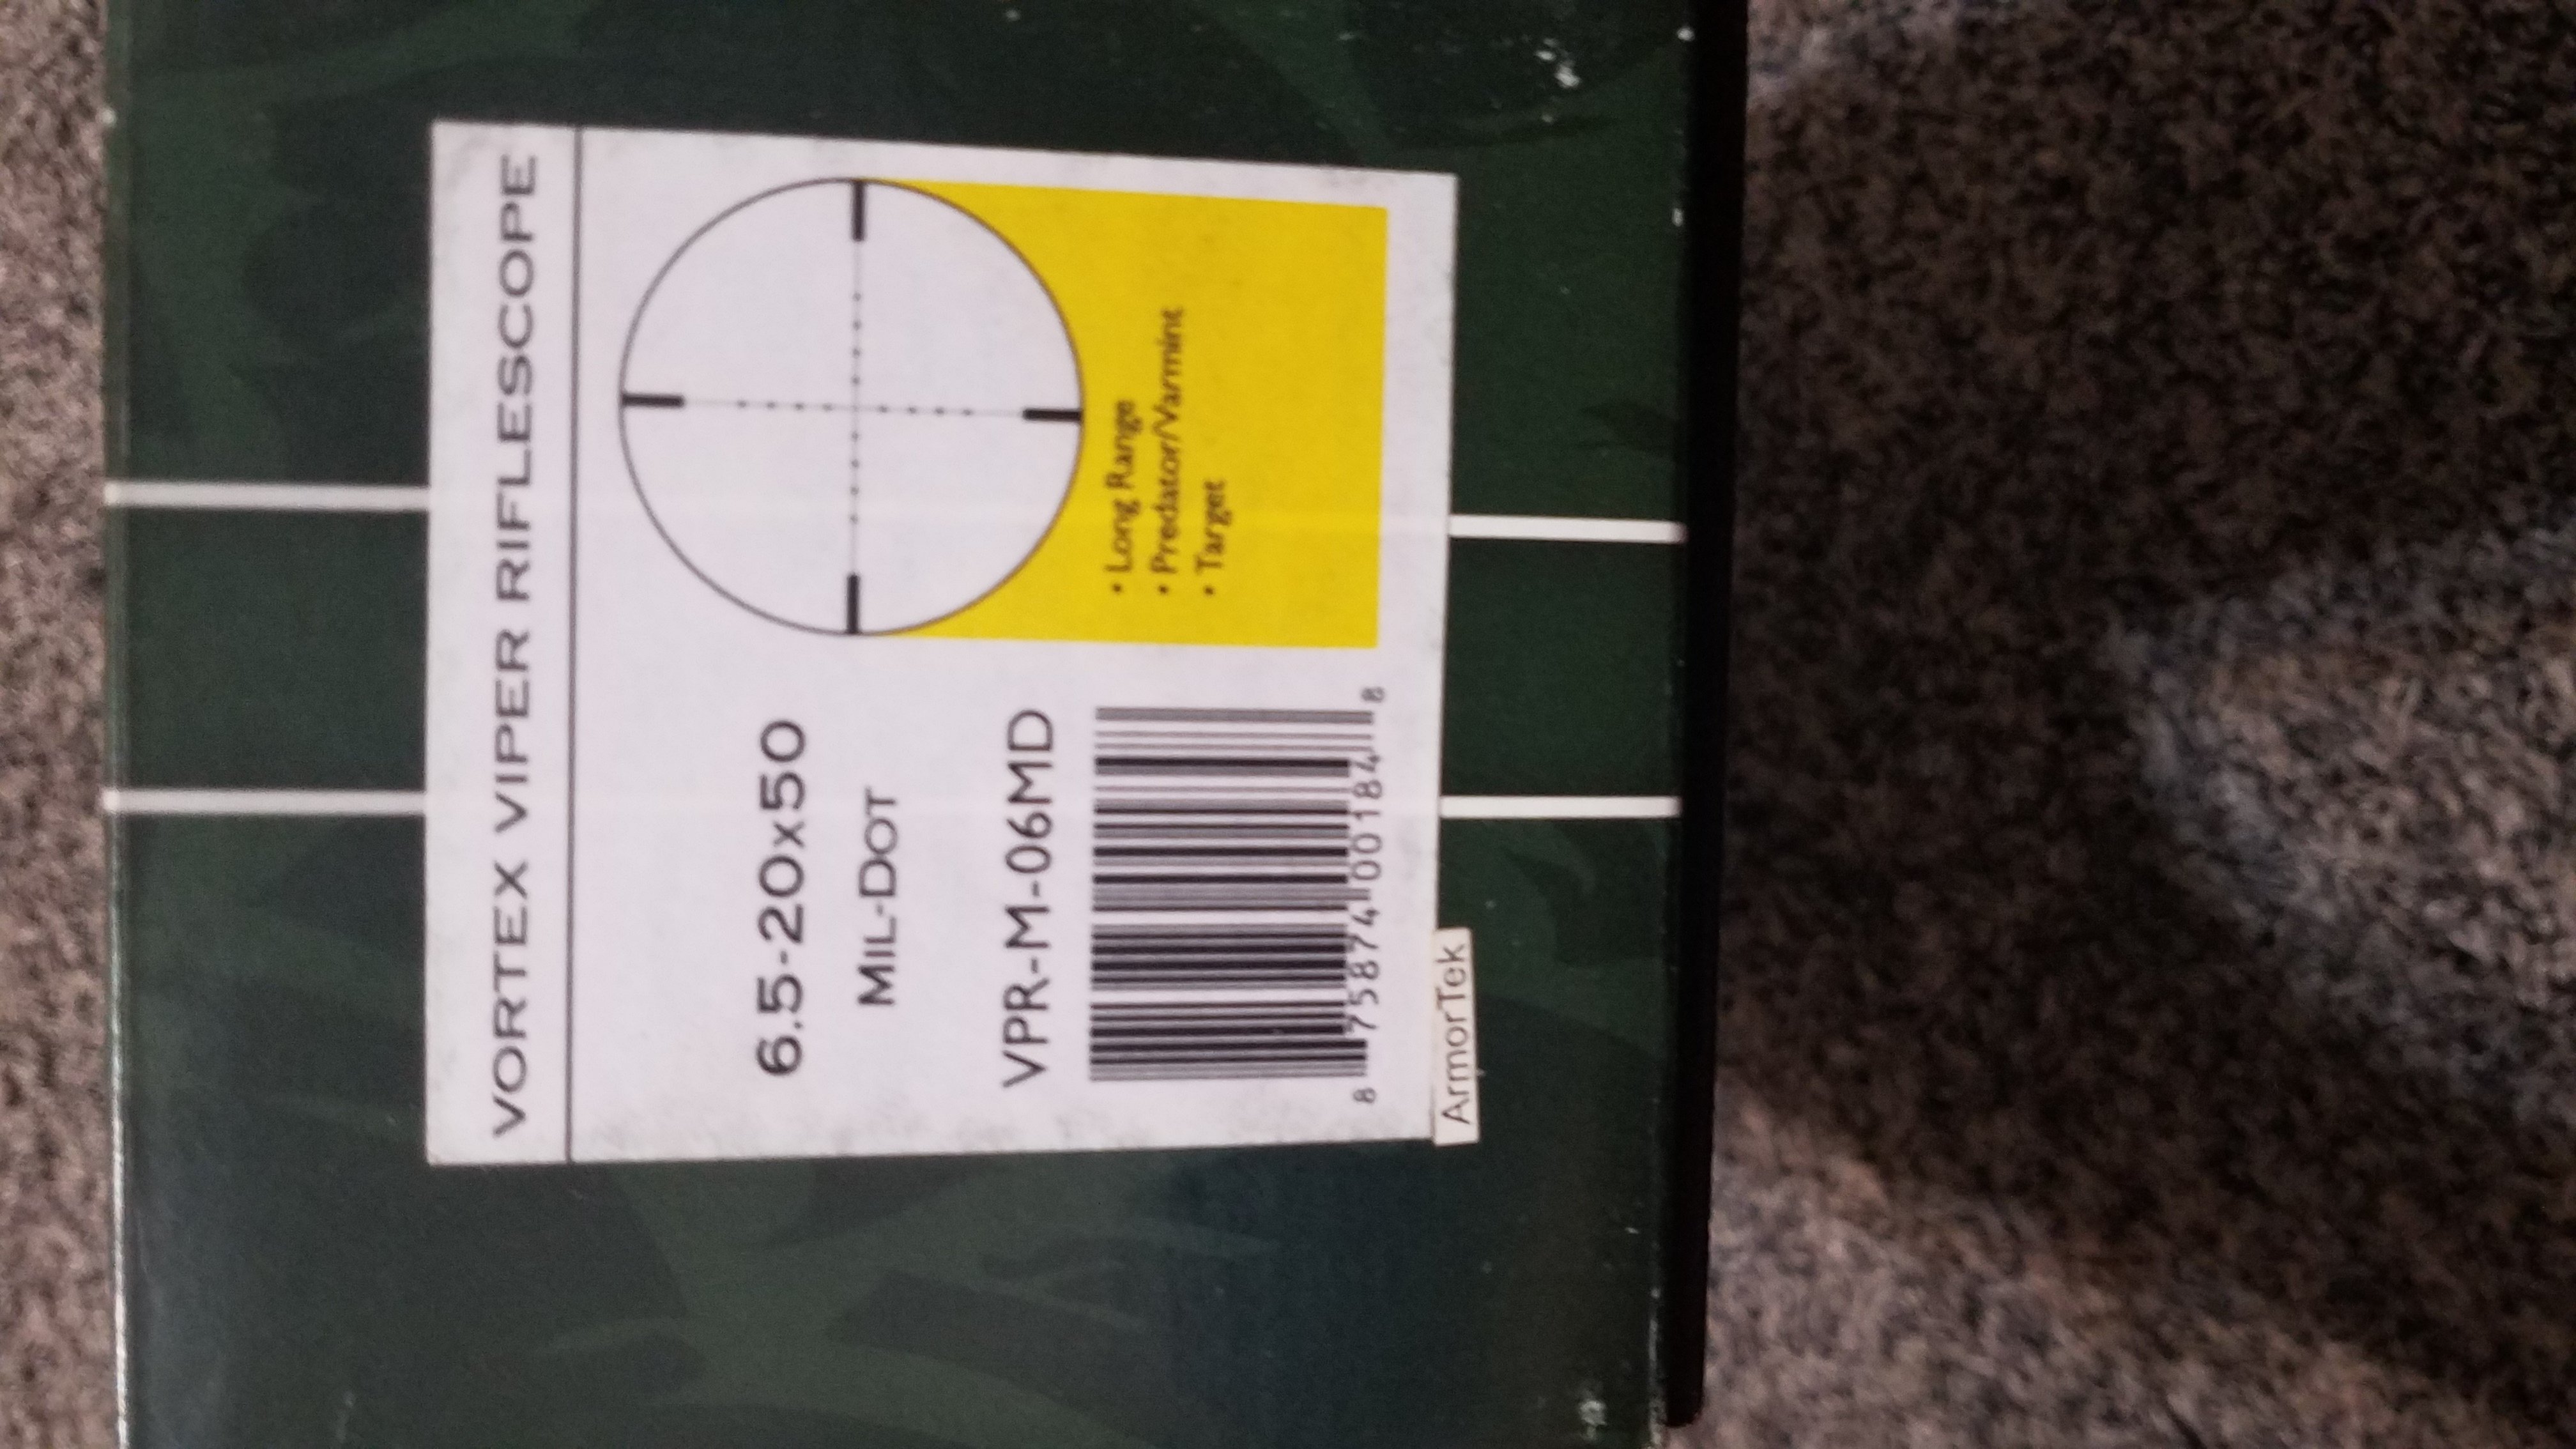 VORTEX VIPER RIFLESCOPE
6.5-20x50
MIL-DOT
VPR-M-06MD
8 75874 00184 8
• Long Range
• Predator/Varmint
• Target
ArmorTek